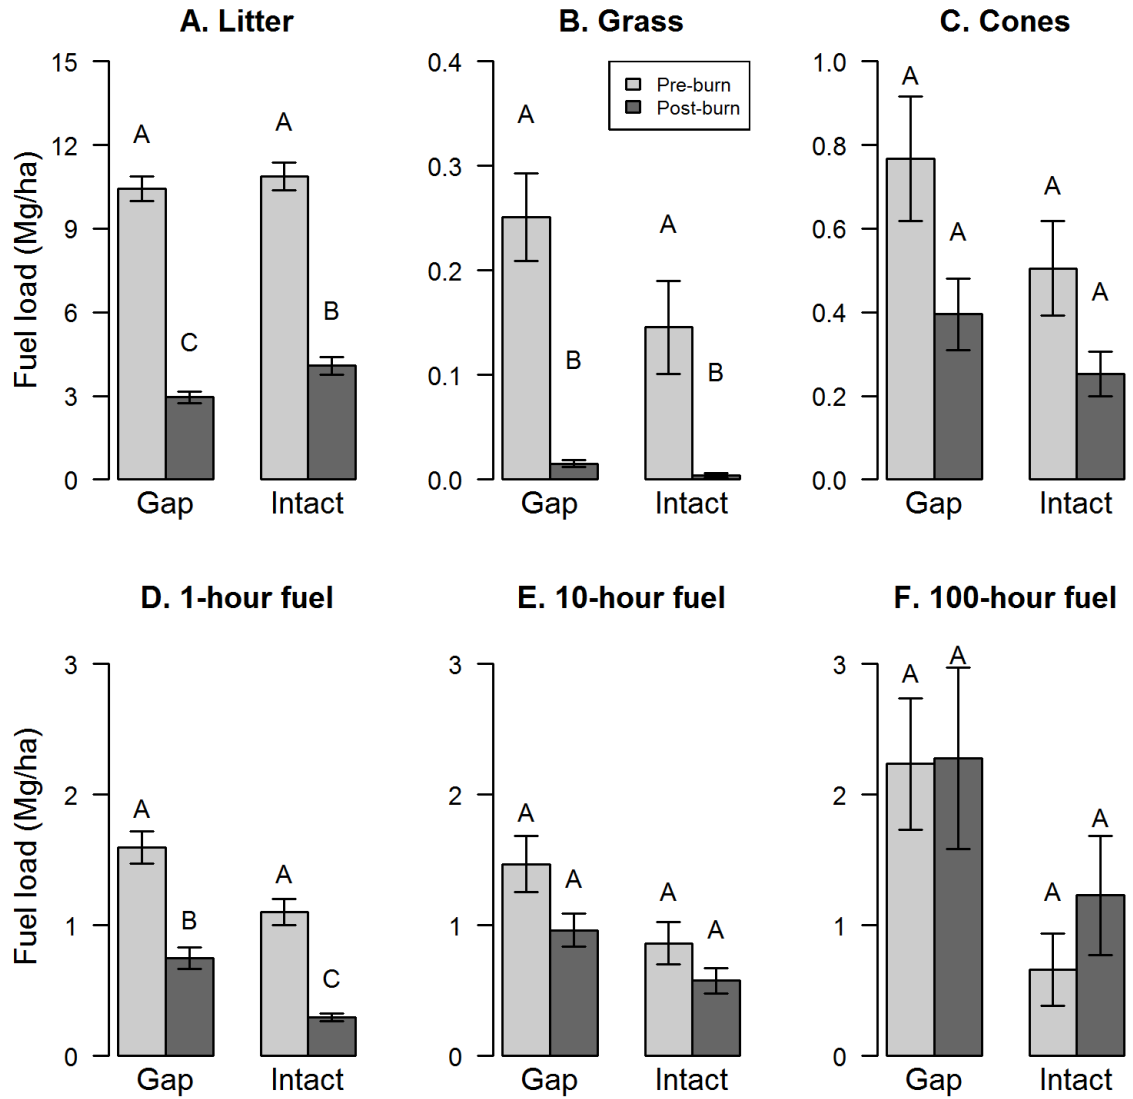 A. Litter
B. Grass
C. Cones
Fuel load (Mg/ha)
15
12
9
6
3
0
A
C
A
B
Gap
Intact
0.4
0.3
0.2
0.1
0.0
Pre-burn
Post-burn
A
B
A
B
Gap
Intact
1.0
0.8
0.6
0.4
0.2
0.0
A
A
A
A
Gap
Intact
D. 1-hour fuel
E. 10-hour fuel
F. 100-hour fuel
Fuel load (Mg/ha)
3
2
1
0
A
B
A
C
Gap
Intact
3
2
1
0
A
A
A
A
Gap
Intact
3
2
1
0
A
A
A
A
Gap
Intact